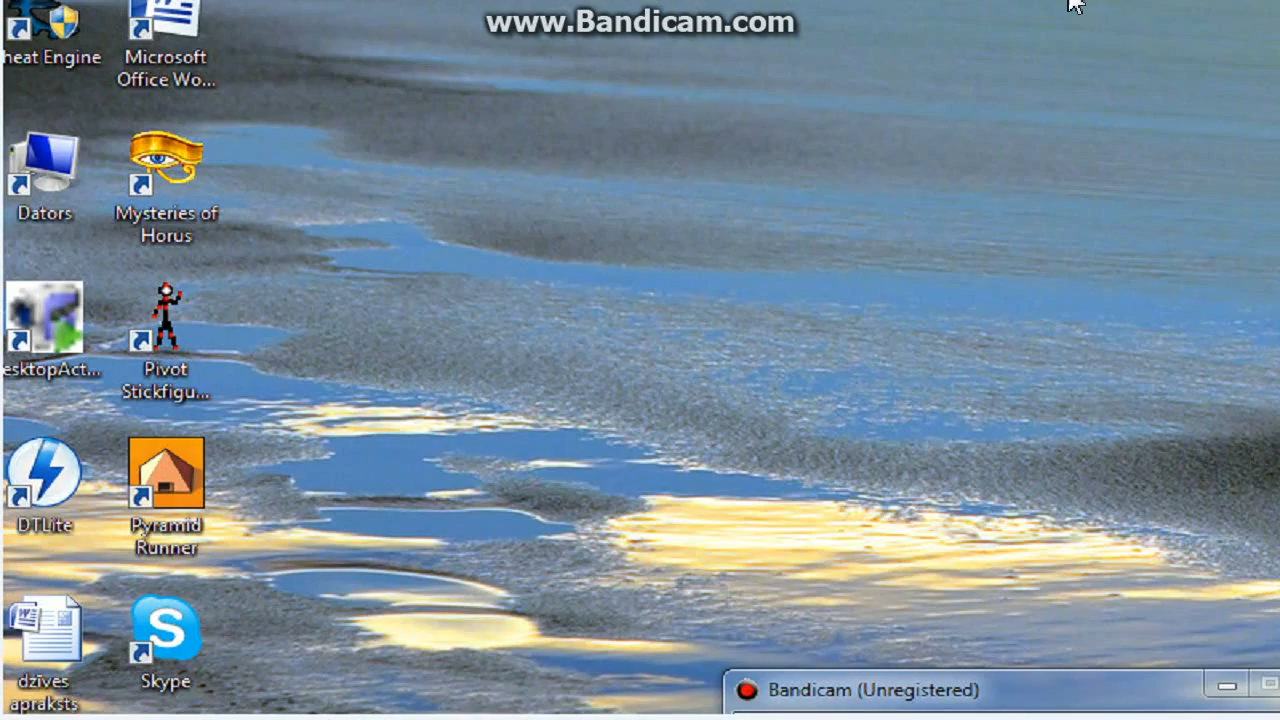 www.Bandicam.com
heat Engine
Microsoft
Office Wo...
Dators
Mysteries of
Horus
esktopAct...
Pivot
Stickfigu...
DTLite
Pyramid
Runner
dzīves
apraksts
Skype
Bandicam (Unregistered)